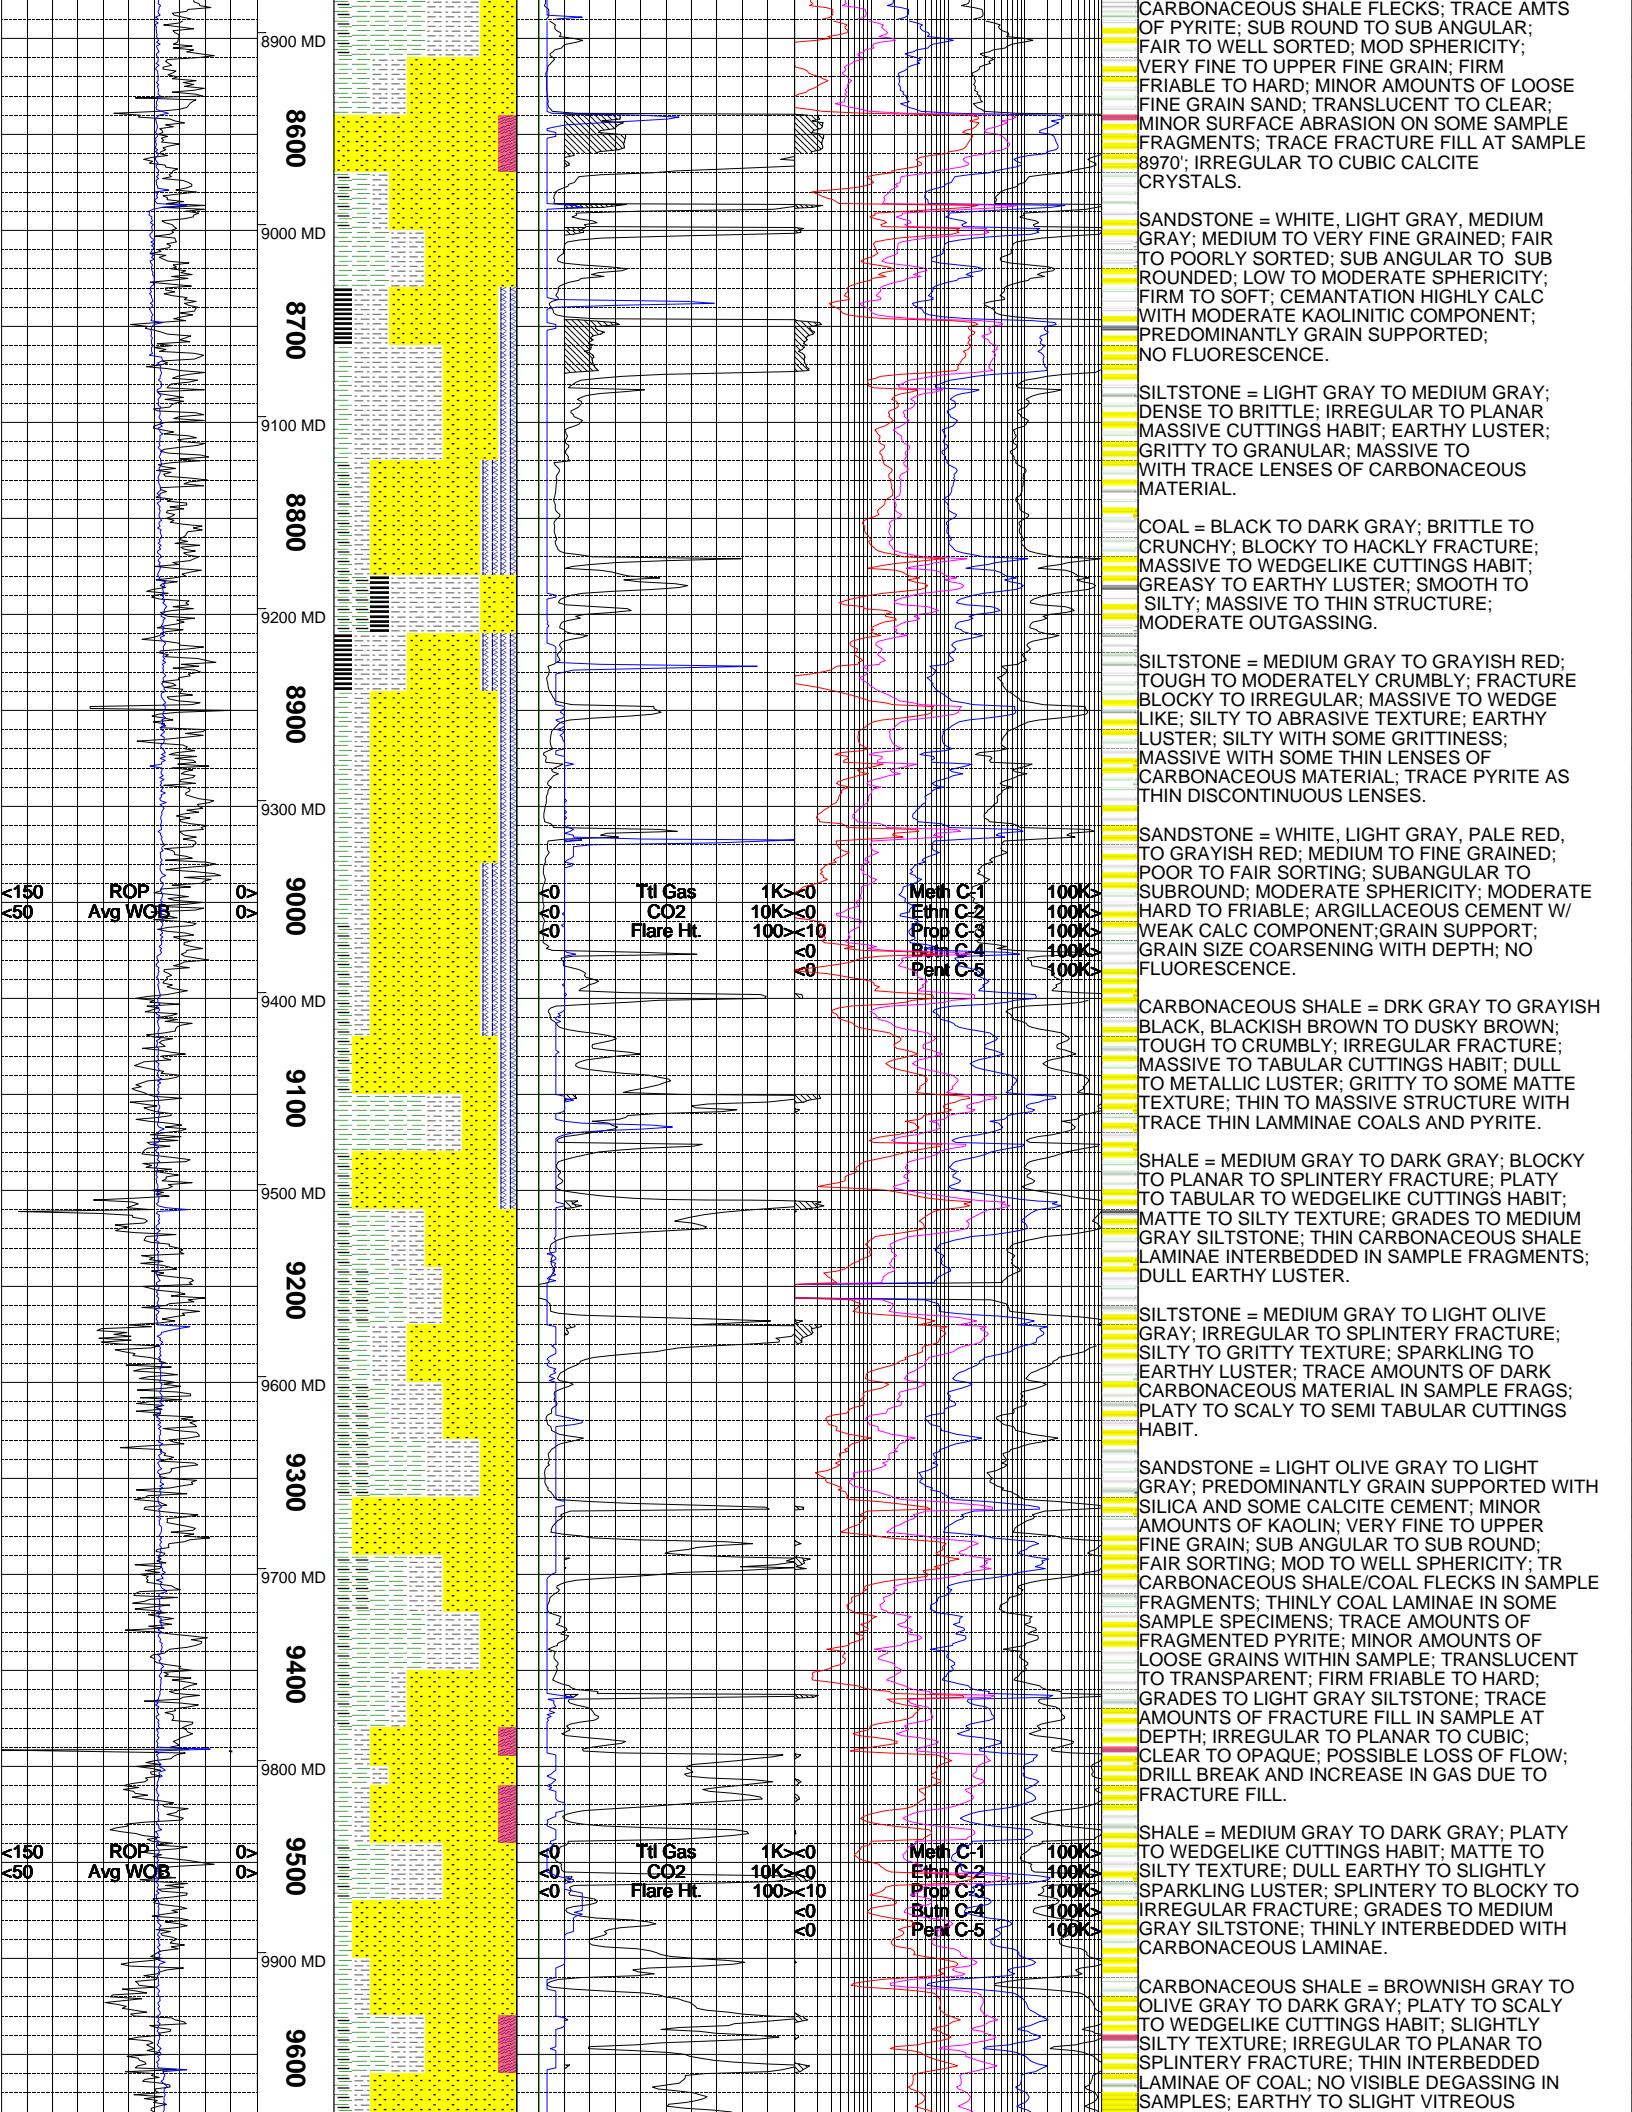 8900 MD
8600
9000 MD
8700
9100 MD
8800
9200 MD
8900
9300 MD
<150 ROP 0>
<50 Avg WOB 0>
9000
<0 Ttl Gas 1K>
<0 CO2 10K>
<0 Flare Ht. 100>
<0 Meth C-1 100K>
<0 Ethn C-2 100K>
<10 Prop C-3 100K>
<0 Butn C-4 100K>
<0 Pent C-5 100K>
9400 MD
9100
9500 MD
9200
9600 MD
9300
9700 MD
9400
9800 MD
<150 ROP 0>
<50 Avg WOB 0>
9500
<0 Ttl Gas 1K>
<0 CO2 10K>
<0 Flare Ht. 100>
<0 Meth C-1 100K>
<0 Ethn C-2 100K>
<10 Prop C-3 100K>
<0 Butn C-4 100K>
<0 Pent C-5 100K>
9900 MD
9600
CARBONACEOUS SHALE FLECKS; TRACE AMTS
OF PYRITE; SUB ROUND TO SUB ANGULAR;
FAIR TO WELL SORTED; MOD SPHERICITY;
VERY FINE TO UPPER FINE GRAIN; FIRM
FRIABLE TO HARD; MINOR AMOUNTS OF LOOSE
FINE GRAIN SAND; TRANSLUCENT TO CLEAR;
MINOR SURFACE ABRASION ON SOME SAMPLE
FRAGMENTS; TRACE FRACTURE FILL AT SAMPLE
8970'; IRREGULAR TO CUBIC CALCITE
CRYSTALS.
SANDSTONE = WHITE, LIGHT GRAY, MEDIUM
GRAY; MEDIUM TO VERY FINE GRAINED; FAIR
TO POORLY SORTED; SUB ANGULAR TO SUB
ROUNDED; LOW TO MODERATE SPHERICITY;
FIRM TO SOFT; CEMANTATION HIGHLY CALC
WITH MODERATE KAOLINITIC COMPONENT;
PREDOMINANTLY GRAIN SUPPORTED;
NO FLUORESCENCE.
SILTSTONE = LIGHT GRAY TO MEDIUM GRAY;
DENSE TO BRITTLE; IRREGULAR TO PLANAR
MASSIVE CUTTINGS HABIT; EARTHY LUSTER;
GRITTY TO GRANULAR; MASSIVE TO
WITH TRACE LENSES OF CARBONACEOUS
MATERIAL.
COAL = BLACK TO DARK GRAY; BRITTLE TO
CRUNCHY; BLOCKY TO HACKLY FRACTURE;
MASSIVE TO WEDGELIKE CUTTINGS HABIT;
GREASY TO EARTHY LUSTER; SMOOTH TO
SILTY; MASSIVE TO THIN STRUCTURE;
MODERATE OUTGASSING.
SILTSTONE = MEDIUM GRAY TO GRAYISH RED;
TOUGH TO MODERATELY CRUMBLY; FRACTURE
BLOCKY TO IRREGULAR; MASSIVE TO WEDGE
LIKE; SILTY TO ABRASIVE TEXTURE; EARTHY
LUSTER; SILTY WITH SOME GRITTINESS;
MASSIVE WITH SOME THIN LENSES OF
CARBONACEOUS MATERIAL; TRACE PYRITE AS
THIN DISCONTINUOUS LENSES.
SANDSTONE = WHITE, LIGHT GRAY, PALE RED,
TO GRAYISH RED; MEDIUM TO FINE GRAINED;
POOR TO FAIR SORTING; SUBANGULAR TO
SUBROUND; MODERATE SPHERICITY; MODERATE
HARD TO FRIABLE; ARGILLACEOUS CEMENT W/
WEAK CALC COMPONENT;GRAIN SUPPORT;
GRAIN SIZE COARSENING WITH DEPTH; NO
FLUORESCENCE.
CARBONACEOUS SHALE = DRK GRAY TO GRAYISH
BLACK, BLACKISH BROWN TO DUSKY BROWN;
TOUGH TO CRUMBLY; IRREGULAR FRACTURE;
MASSIVE TO TABULAR CUTTINGS HABIT; DULL
TO METALLIC LUSTER; GRITTY TO SOME MATTE
TEXTURE; THIN TO MASSIVE STRUCTURE WITH
TRACE THIN LAMMINAE COALS AND PYRITE.
SHALE = MEDIUM GRAY TO DARK GRAY; BLOCKY
TO PLANAR TO SPLINTERY FRACTURE; PLATY
TO TABULAR TO WEDGELIKE CUTTINGS HABIT;
MATTE TO SILTY TEXTURE; GRADES TO MEDIUM
GRAY SILTSTONE; THIN CARBONACEOUS SHALE
LAMINAE INTERBEDDED IN SAMPLE FRAGMENTS;
DULL EARTHY LUSTER.
SILTSTONE = MEDIUM GRAY TO LIGHT OLIVE
GRAY; IRREGULAR TO SPLINTERY FRACTURE;
SILTY TO GRITTY TEXTURE; SPARKLING TO
EARTHY LUSTER; TRACE AMOUNTS OF DARK
CARBONACEOUS MATERIAL IN SAMPLE FRAGS;
PLATY TO SCALY TO SEMI TABULAR CUTTINGS
HABIT.
SANDSTONE = LIGHT OLIVE GRAY TO LIGHT
GRAY; PREDOMINANTLY GRAIN SUPPORTED WITH
SILICA AND SOME CALCITE CEMENT; MINOR
AMOUNTS OF KAOLIN; VERY FINE TO UPPER
FINE GRAIN; SUB ANGULAR TO SUB ROUND;
FAIR SORTING; MOD TO WELL SPHERICITY; TR
CARBONACEOUS SHALE/COAL FLECKS IN SAMPLE
FRAGMENTS; THINLY COAL LAMINAE IN SOME
SAMPLE SPECIMENS; TRACE AMOUNTS OF
FRAGMENTED PYRITE; MINOR AMOUNTS OF
LOOSE GRAINS WITHIN SAMPLE; TRANSLUCENT
TO TRANSPARENT; FIRM FRIABLE TO HARD;
GRADES TO LIGHT GRAY SILTSTONE; TRACE
AMOUNTS OF FRACTURE FILL IN SAMPLE AT
DEPTH; IRREGULAR TO PLANAR TO CUBIC;
CLEAR TO OPAQUE; POSSIBLE LOSS OF FLOW;
DRILL BREAK AND INCREASE IN GAS DUE TO
FRACTURE FILL.
SHALE = MEDIUM GRAY TO DARK GRAY; PLATY
TO WEDGELIKE CUTTINGS HABIT; MATTE TO
SILTY TEXTURE; DULL EARTHY TO SLIGHTLY
SPARKLING LUSTER; SPLINTERY TO BLOCKY TO
IRREGULAR FRACTURE; GRADES TO MEDIUM
GRAY SILTSTONE; THINLY INTERBEDDED WITH
CARBONACEOUS LAMINAE.
CARBONACEOUS SHALE = BROWNISH GRAY TO
OLIVE GRAY TO DARK GRAY; PLATY TO SCALY
TO WEDGELIKE CUTTINGS HABIT; SLIGHTLY
SILTY TEXTURE; IRREGULAR TO PLANAR TO
SPLINTERY FRACTURE; THIN INTERBEDDED
LAMINAE OF COAL; NO VISIBLE DEGASSING IN
SAMPLES; EARTHY TO SLIGHT VITREOUS